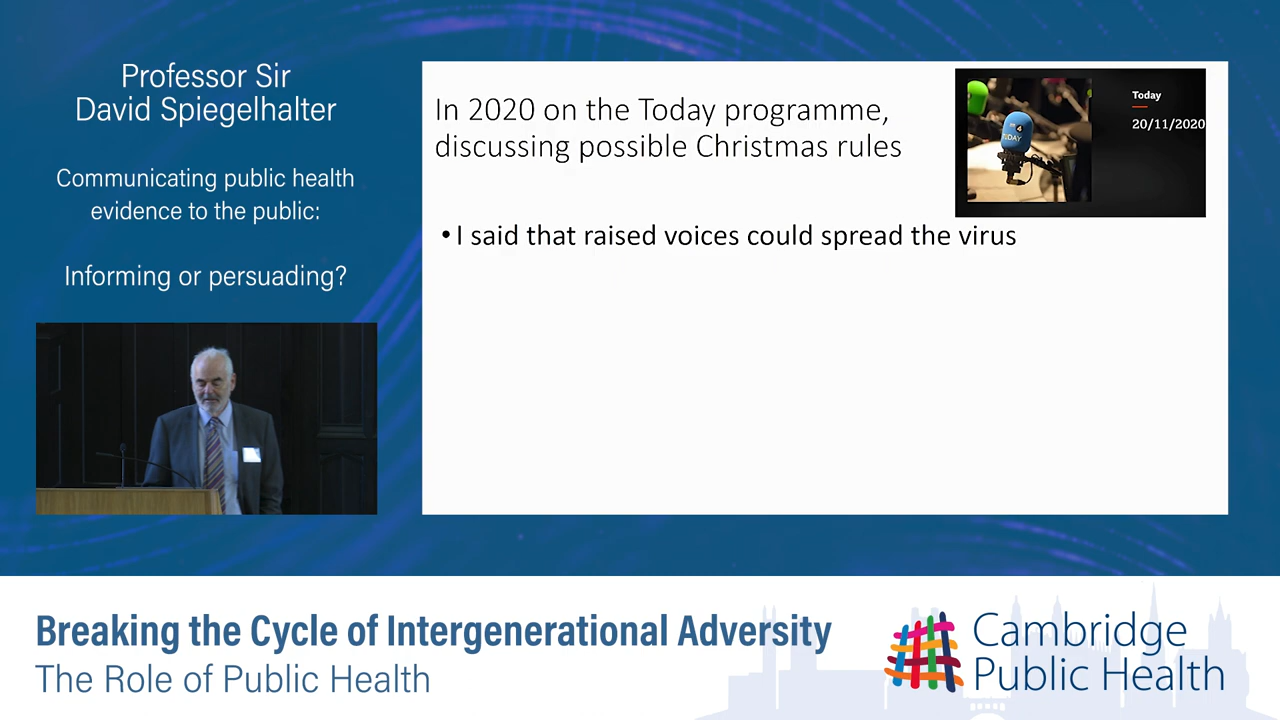 Professor Sir
David Spiegelhalter
Communicating public health
evidence to the public:
Informing or persuading?
In 2020 on the Today programme,
discussing possible Christmas rules
4
TODAY
Today
20/11/2020
• I said that raised voices could spread the virus
Breaking the Cycle of Intergenerational Adversity
The Role of Public Health
Cambridge
Public Health